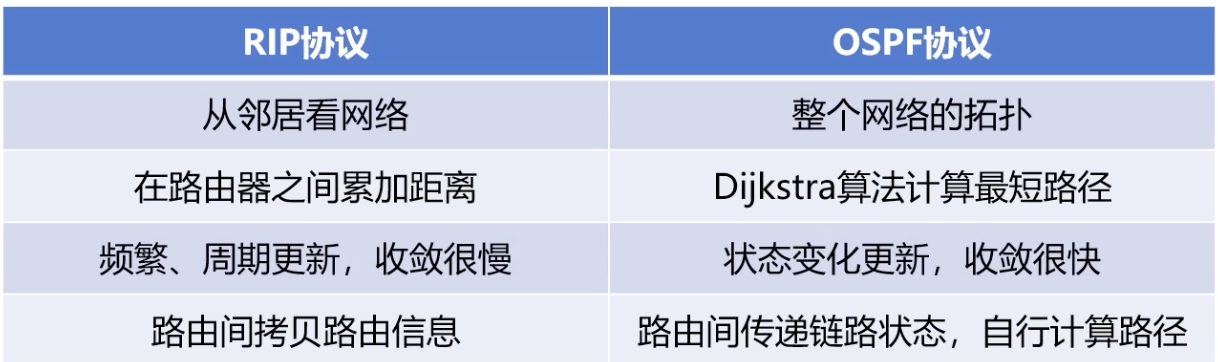 RIP协议
OSPF协议
从邻居看网络
整个网络的拓扑
在路由器之间累加距离
Dijkstra算法计算最短路径
频繁、周期更新，收敛很慢
状态变化更新，收敛很快
路由间拷贝路由信息
路由间传递链路状态，自行计算路径